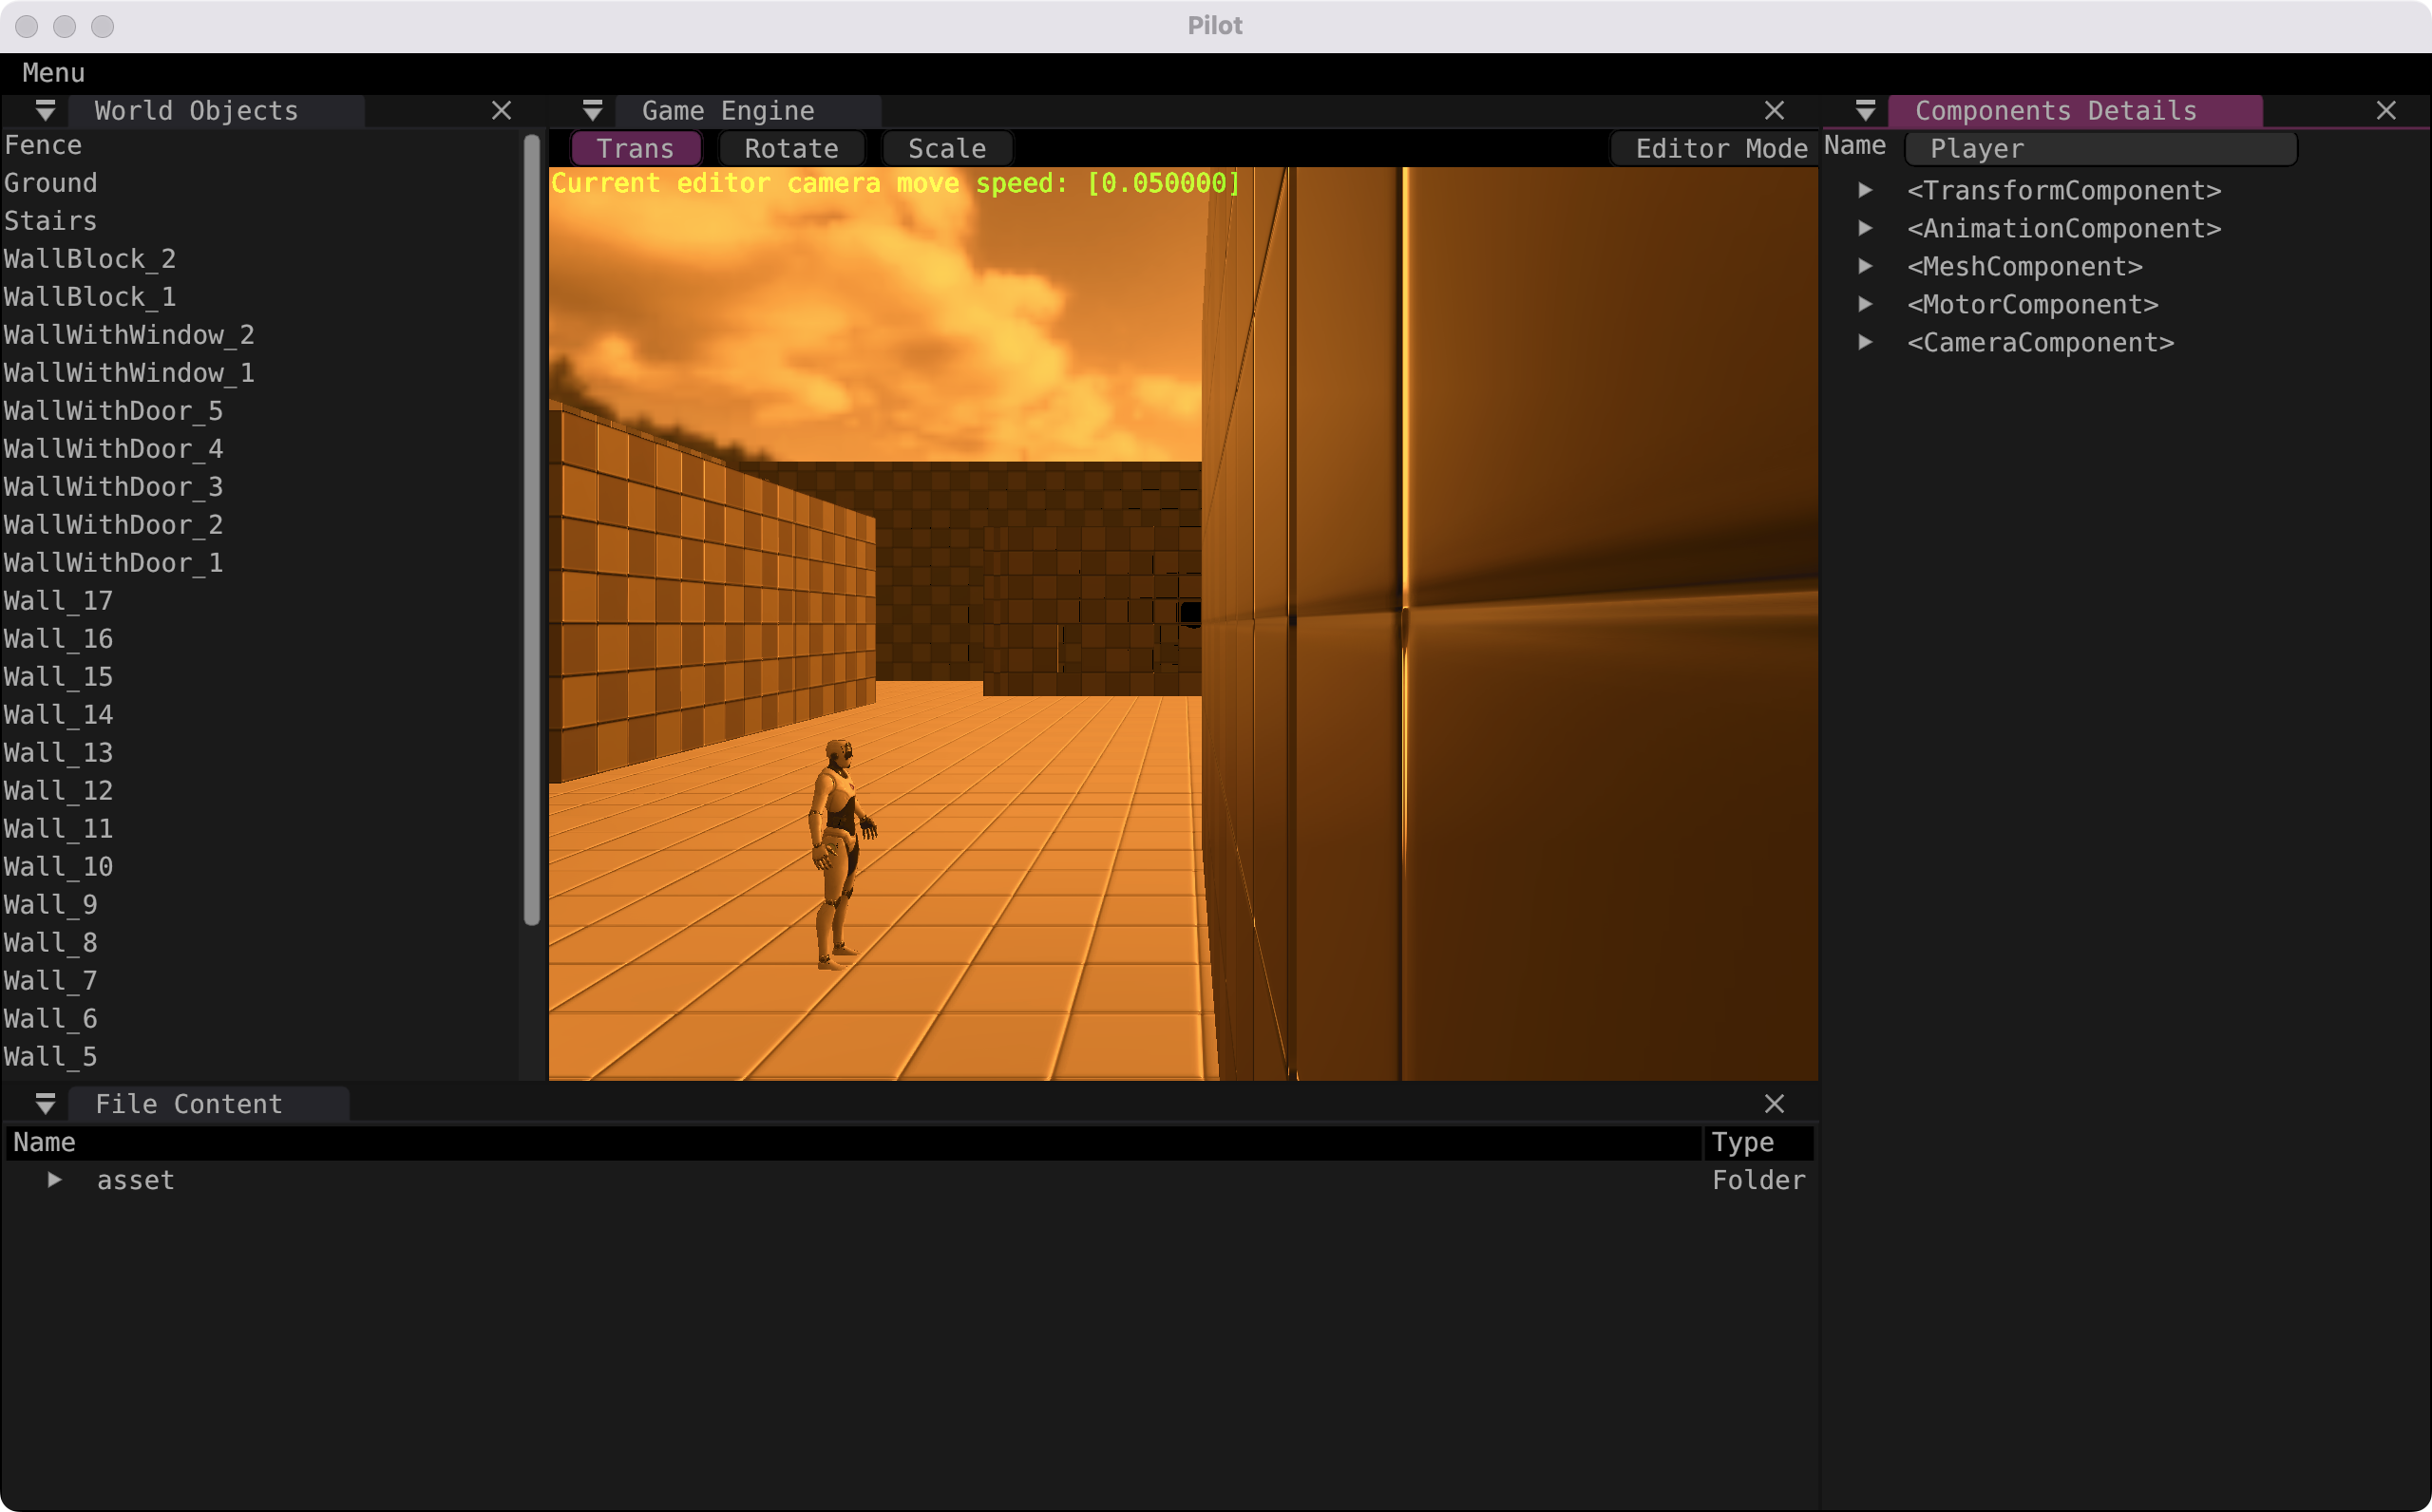 Pilot
Menu
World Objects
Fence
Ground
Stairs
WallBlock_2
WallBlock_1
WallWithWindow_2
WallWithWindow_1
WallWithDoor_5
WallWithDoor_4
WallWithDoor_3
WallWithDoor_2
WallWithDoor_1
Wall_17
Wall_16
Wall_15
Wall_14
Wall_13
Wall_12
Wall_11
Wall_10
Wall_9
Wall_8
Wall_7
Wall_6
Wall_5
Game Engine
Trans Rotate Scale Editor Mode
Current editor camera move speed: [0.050000]
Components Details
Name Player
<TransformComponent>
<AnimationComponent>
<MeshComponent>
<MotorComponent>
<CameraComponent>
File Content
Name Type
asset Folder